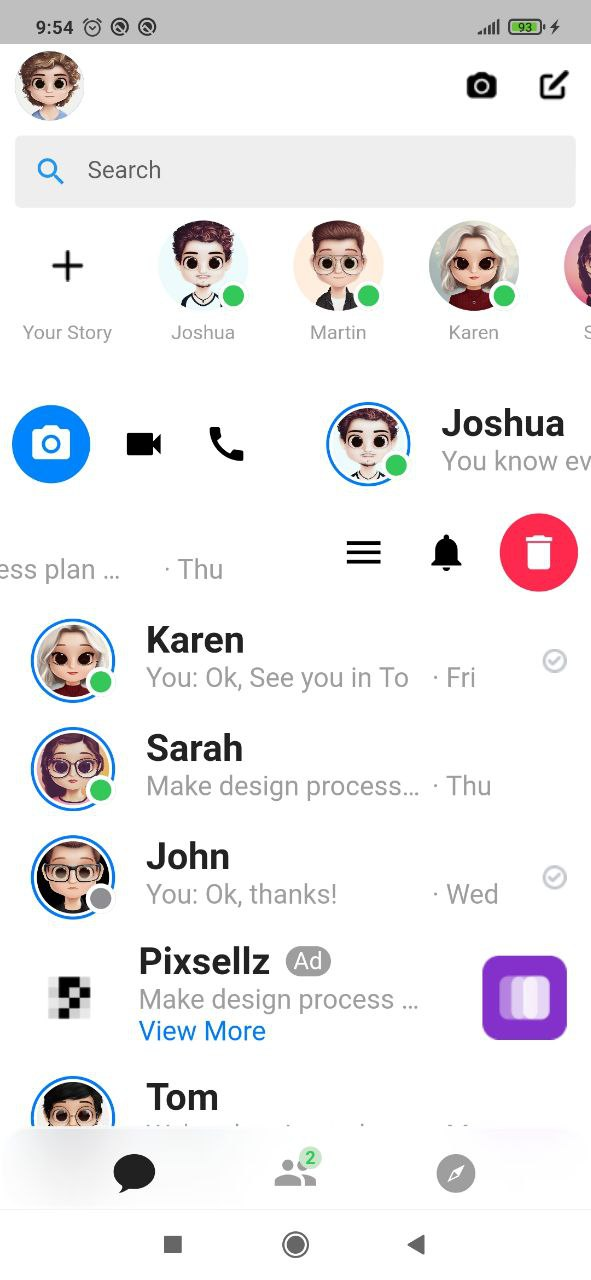 9:54
93
Search
Your Story
Joshua
Martin
Karen
Joshua
You know ev
ess plan … · Thu
Karen
You: Ok, See you in To · Fri
Sarah
Make design process… · Thu
John
You: Ok, thanks! · Wed
Pixsellz Ad
Make design process …
View More
Tom
2